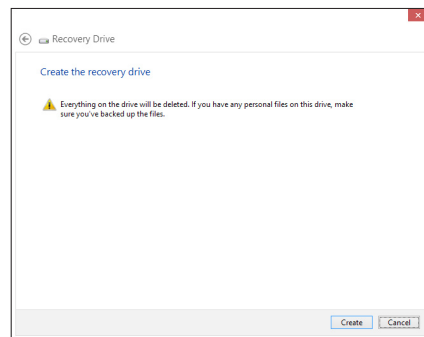 Recovery Drive
Create the recovery drive
Everything on the drive will be deleted. If you have any personal files on this drive, make
sure you've backed up the files.
Create Cancel